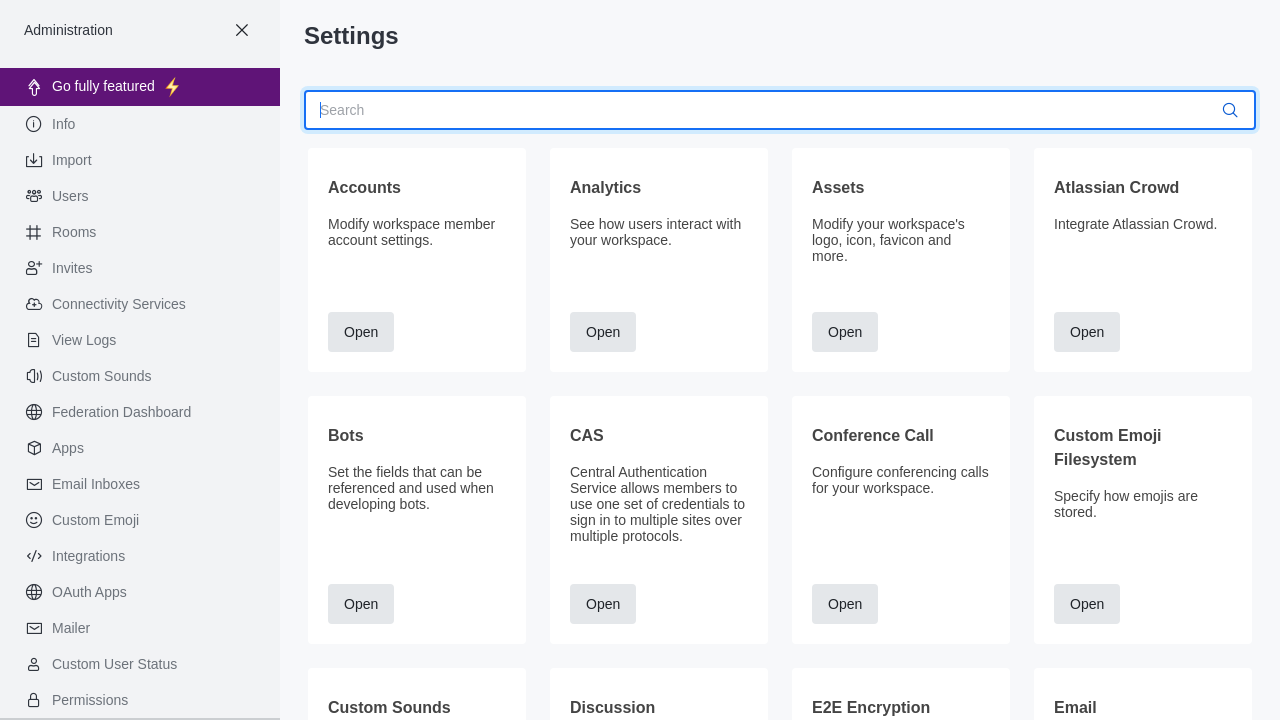 Administration
Go fully featured
Info
Import
Users
Rooms
Invites
Connectivity Services
View Logs
Custom Sounds
Federation Dashboard
Apps
Email Inboxes
Custom Emoji
Integrations
OAuth Apps
Mailer
Custom User Status
Permissions
Settings
Search
Accounts
Modify workspace member
account settings.
Open
Analytics
See how users interact with
your workspace.
Open
Assets
Modify your workspace's
logo, icon, favicon and
more.
Open
Atlassian Crowd
Integrate Atlassian Crowd.
Open
Bots
Set the fields that can be
referenced and used when
developing bots.
Open
CAS
Central Authentication
Service allows members to
use one set of credentials to
sign in to multiple sites over
multiple protocols.
Open
Conference Call
Configure conferencing calls
for your workspace.
Open
Custom Emoji
Filesystem
Specify how emojis are
stored.
Open
Custom Sounds
Discussion
E2E Encryption
Email